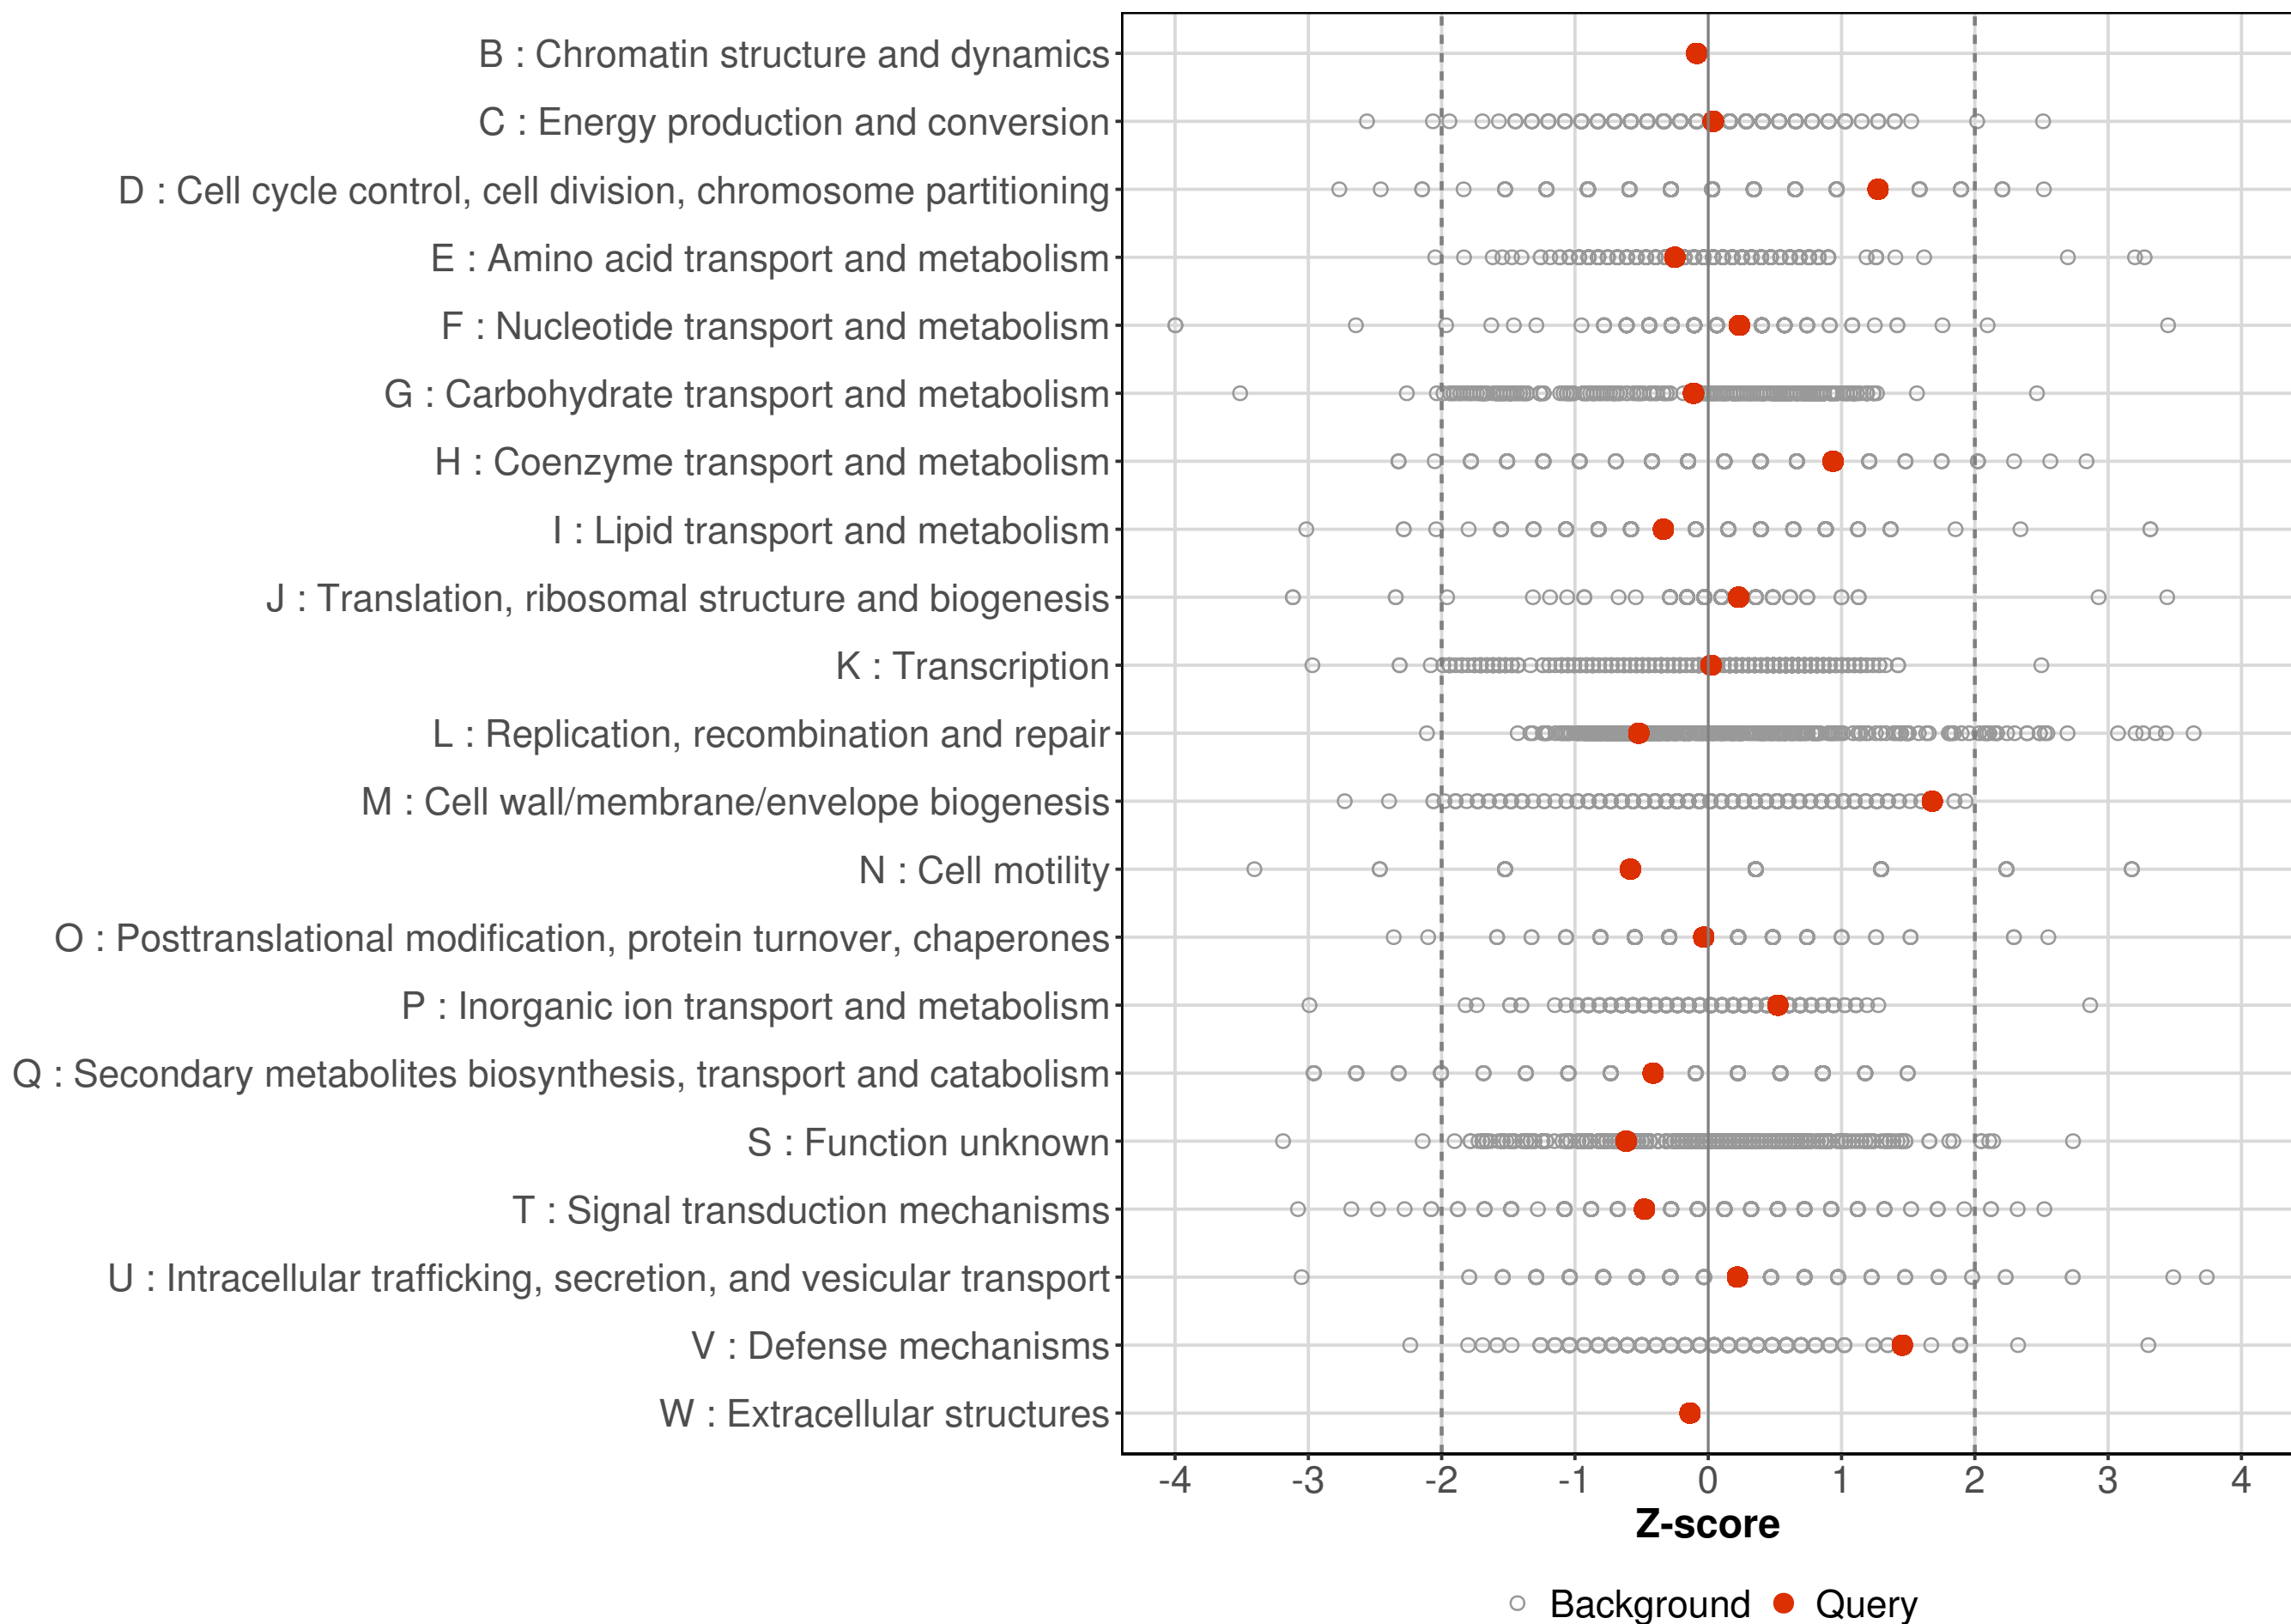 B : Chromatin structure and dynamics
C : Energy production and conversion
D : Cell cycle control, cell division, chromosome partitioning
E : Amino acid transport and metabolism
F : Nucleotide transport and metabolism
G : Carbohydrate transport and metabolism
H : Coenzyme transport and metabolism
I : Lipid transport and metabolism
J : Translation, ribosomal structure and biogenesis
K : Transcription
L : Replication, recombination and repair
M : Cell wall/membrane/envelope biogenesis
N : Cell motility
O : Posttranslational modification, protein turnover, chaperones
P : Inorganic ion transport and metabolism
Q : Secondary metabolites biosynthesis, transport and catabolism
S : Function unknown
T : Signal transduction mechanisms
U : Intracellular trafficking, secretion, and vesicular transport
V : Defense mechanisms
W : Extracellular structures
-4 -3 -2 -1 0 1 2 3 4
Z-score
Background Query